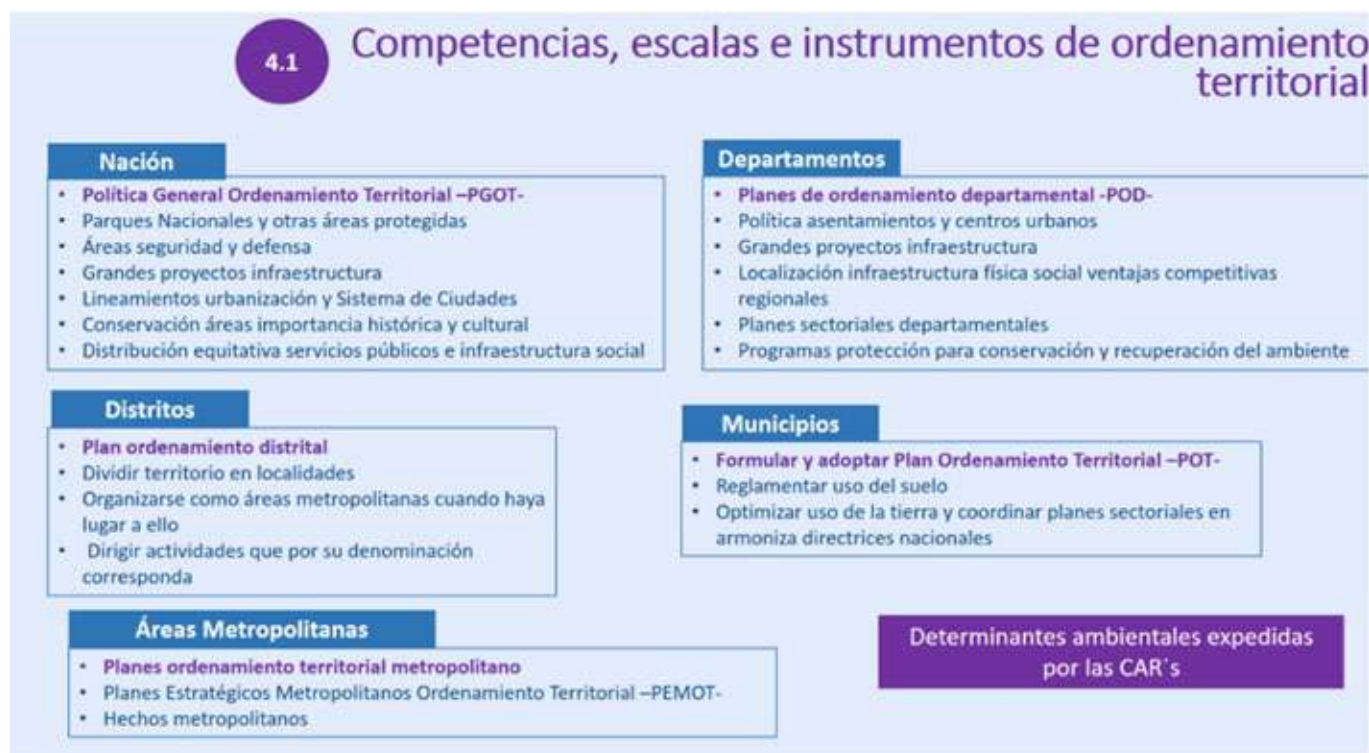 4.1
Competencias, escalas e instrumentos de ordenamiento
territorial
Nación
• Política General Ordenamiento Territorial –PGOT-
• Parques Nacionales y otras áreas protegidas
• Áreas seguridad y defensa
• Grandes proyectos infraestructura
• Lineamientos urbanización y Sistema de Ciudades
• Conservación áreas importancia histórica y cultural
• Distribución equitativa servicios públicos e infraestructura social
Departamentos
• Planes de ordenamiento departamental -POD-
• Política asentamientos y centros urbanos
• Grandes proyectos infraestructura
• Localización infraestructura física social ventajas competitivas
regionales
• Planes sectoriales departamentales
• Programas protección para conservación y recuperación del ambiente
Distritos
• Plan ordenamiento distrital
• Dividir territorio en localidades
• Organizarse como áreas metropolitanas cuando haya
lugar a ello
• Dirigir actividades que por su denominación
corresponda
Municipios
• Formular y adoptar Plan Ordenamiento Territorial –POT-
• Reglamentar uso del suelo
• Optimizar uso de la tierra y coordinar planes sectoriales en
armoniza directrices nacionales
Áreas Metropolitanas
• Planes ordenamiento territorial metropolitano
• Planes Estratégicos Metropolitanos Ordenamiento Territorial –PEMOT-
• Hechos metropolitanos
Determinantes ambientales expedidas
por las CAR´s